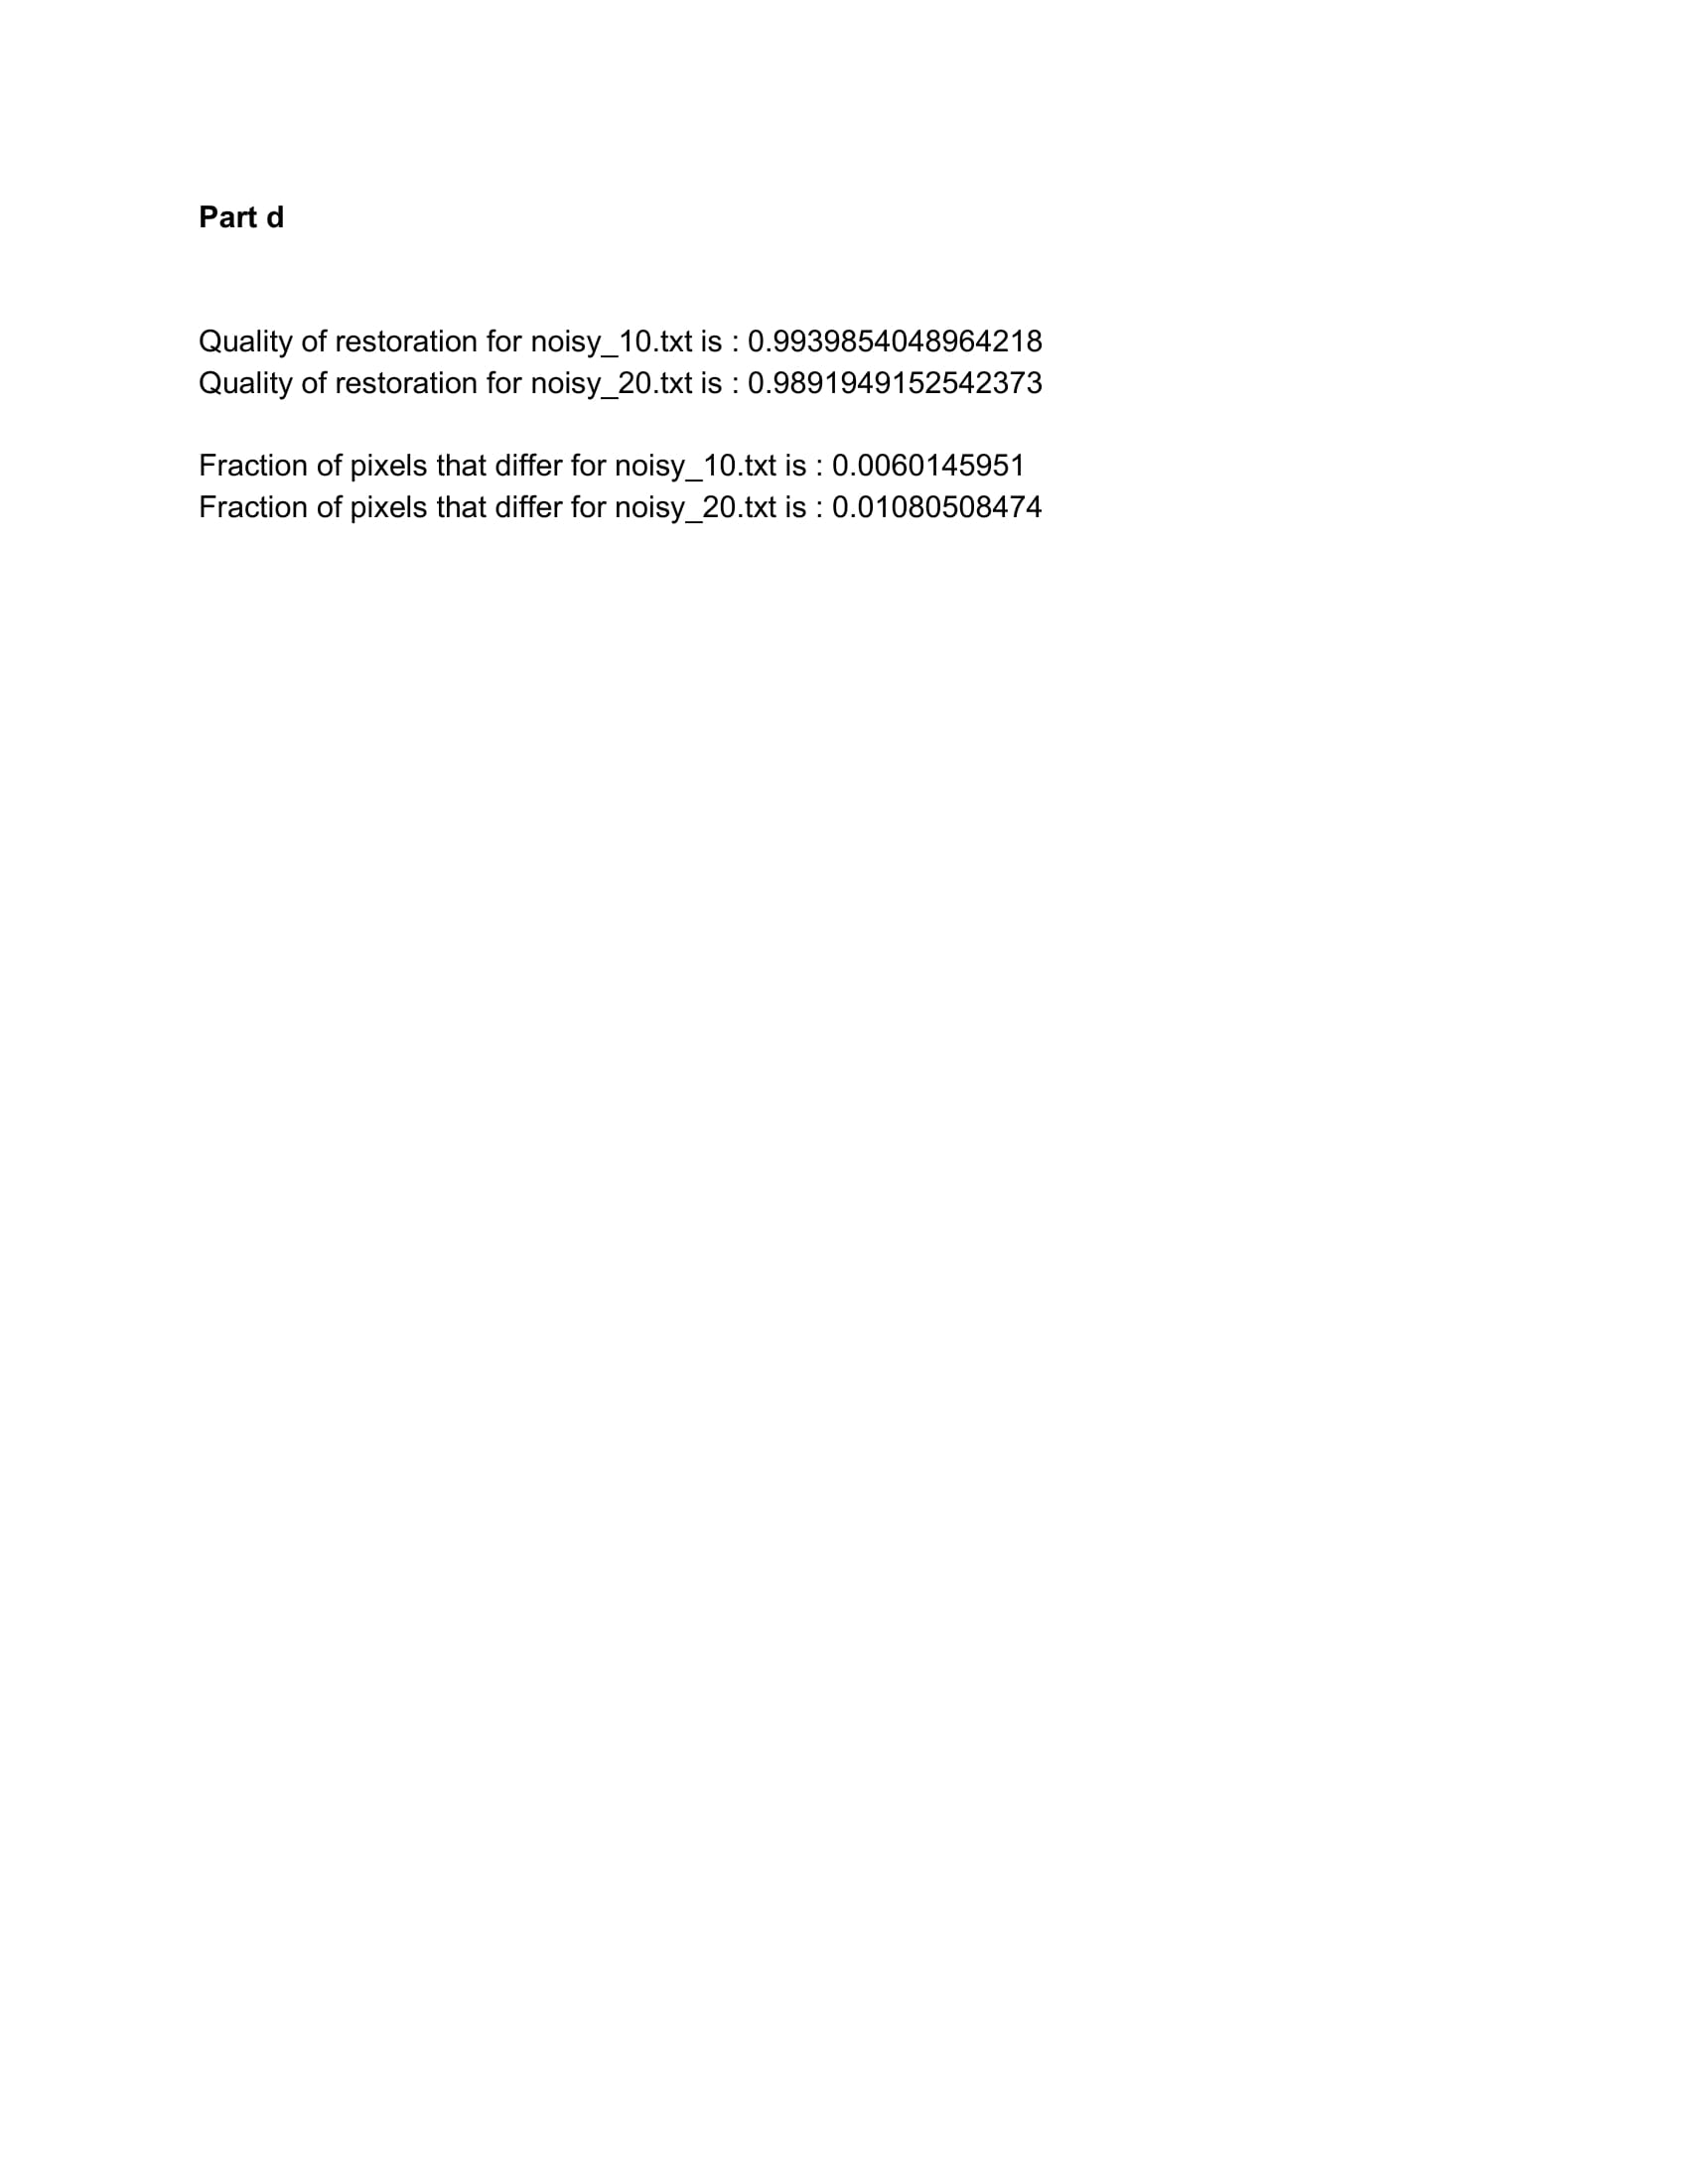 Part d
Quality of restoration for noisy_10.txt is : 0.9939854048964218
Quality of restoration for noisy_20.txt is : 0.9891949152542373
Fraction of pixels that differ for noisy_10.txt is : 0.0060145951
Fraction of pixels that differ for noisy_20.txt is : 0.01080508474